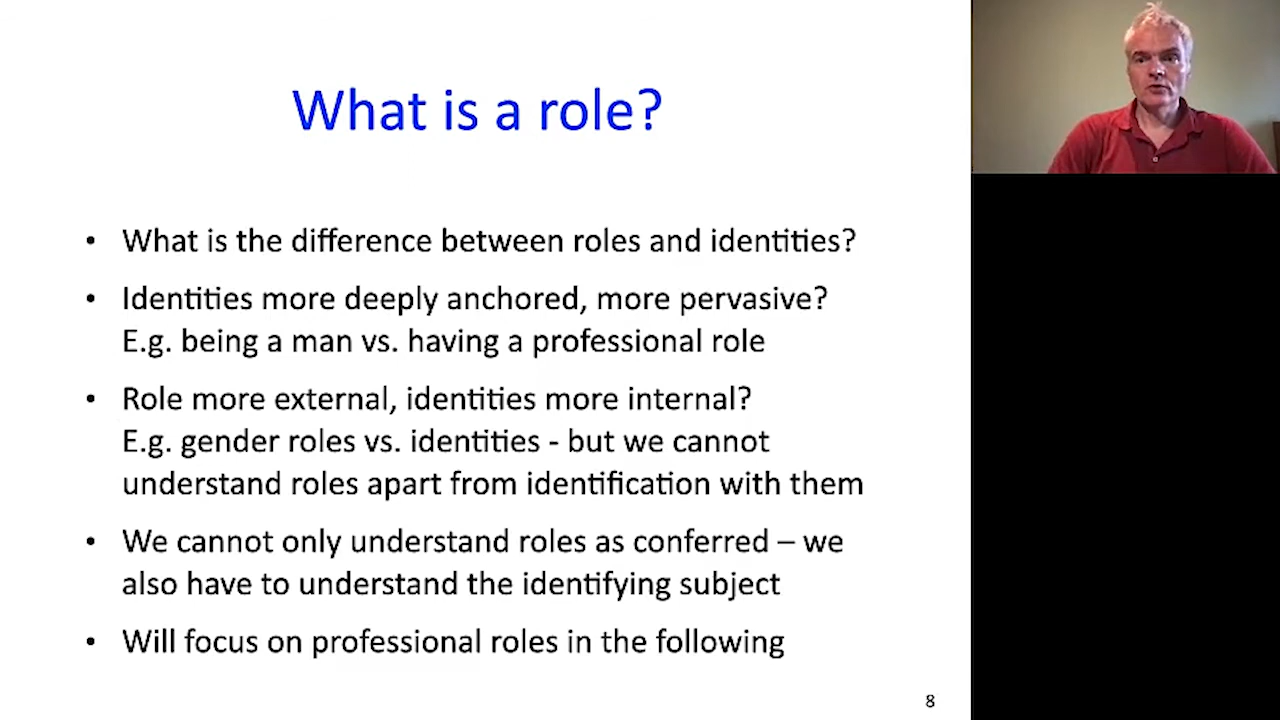 What is a role?
• What is the difference between roles and identities?
• Identities more deeply anchored, more pervasive?
E.g. being a man vs. having a professional role
• Role more external, identities more internal?
E.g. gender roles vs. identities - but we cannot
understand roles apart from identification with them
• We cannot only understand roles as conferred – we
also have to understand the identifying subject
• Will focus on professional roles in the following
8